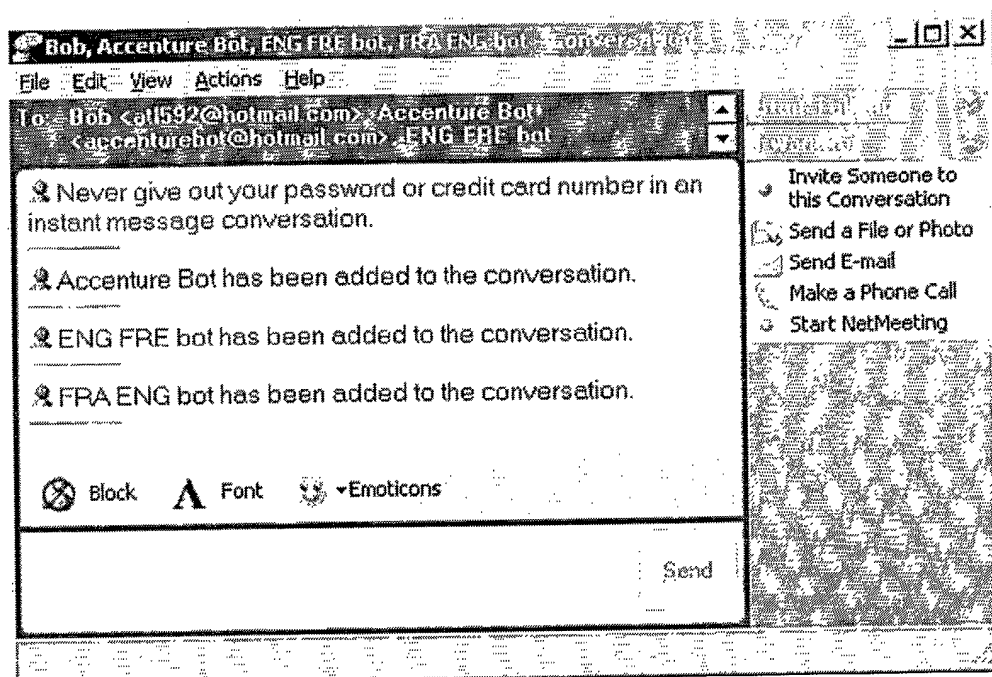 Bob, Accenture Bot, ENG FRE bot, FRA ENG bot - Conversation
File Edit View Actions Help
To: Bob <atl592@hotmail.com>, Accenture Bot
<accenturebot@hotmail.com>, ENG FRE bot
Never give out your password or credit card number in an
instant message conversation.
Accenture Bot has been added to the conversation.
ENG FRE bot has been added to the conversation.
FRA ENG bot has been added to the conversation.
Block Font Emoticons
Send
I want to
Invite Someone to
this Conversation
Send a File or Photo
Send E-mail
Make a Phone Call
Start NetMeeting